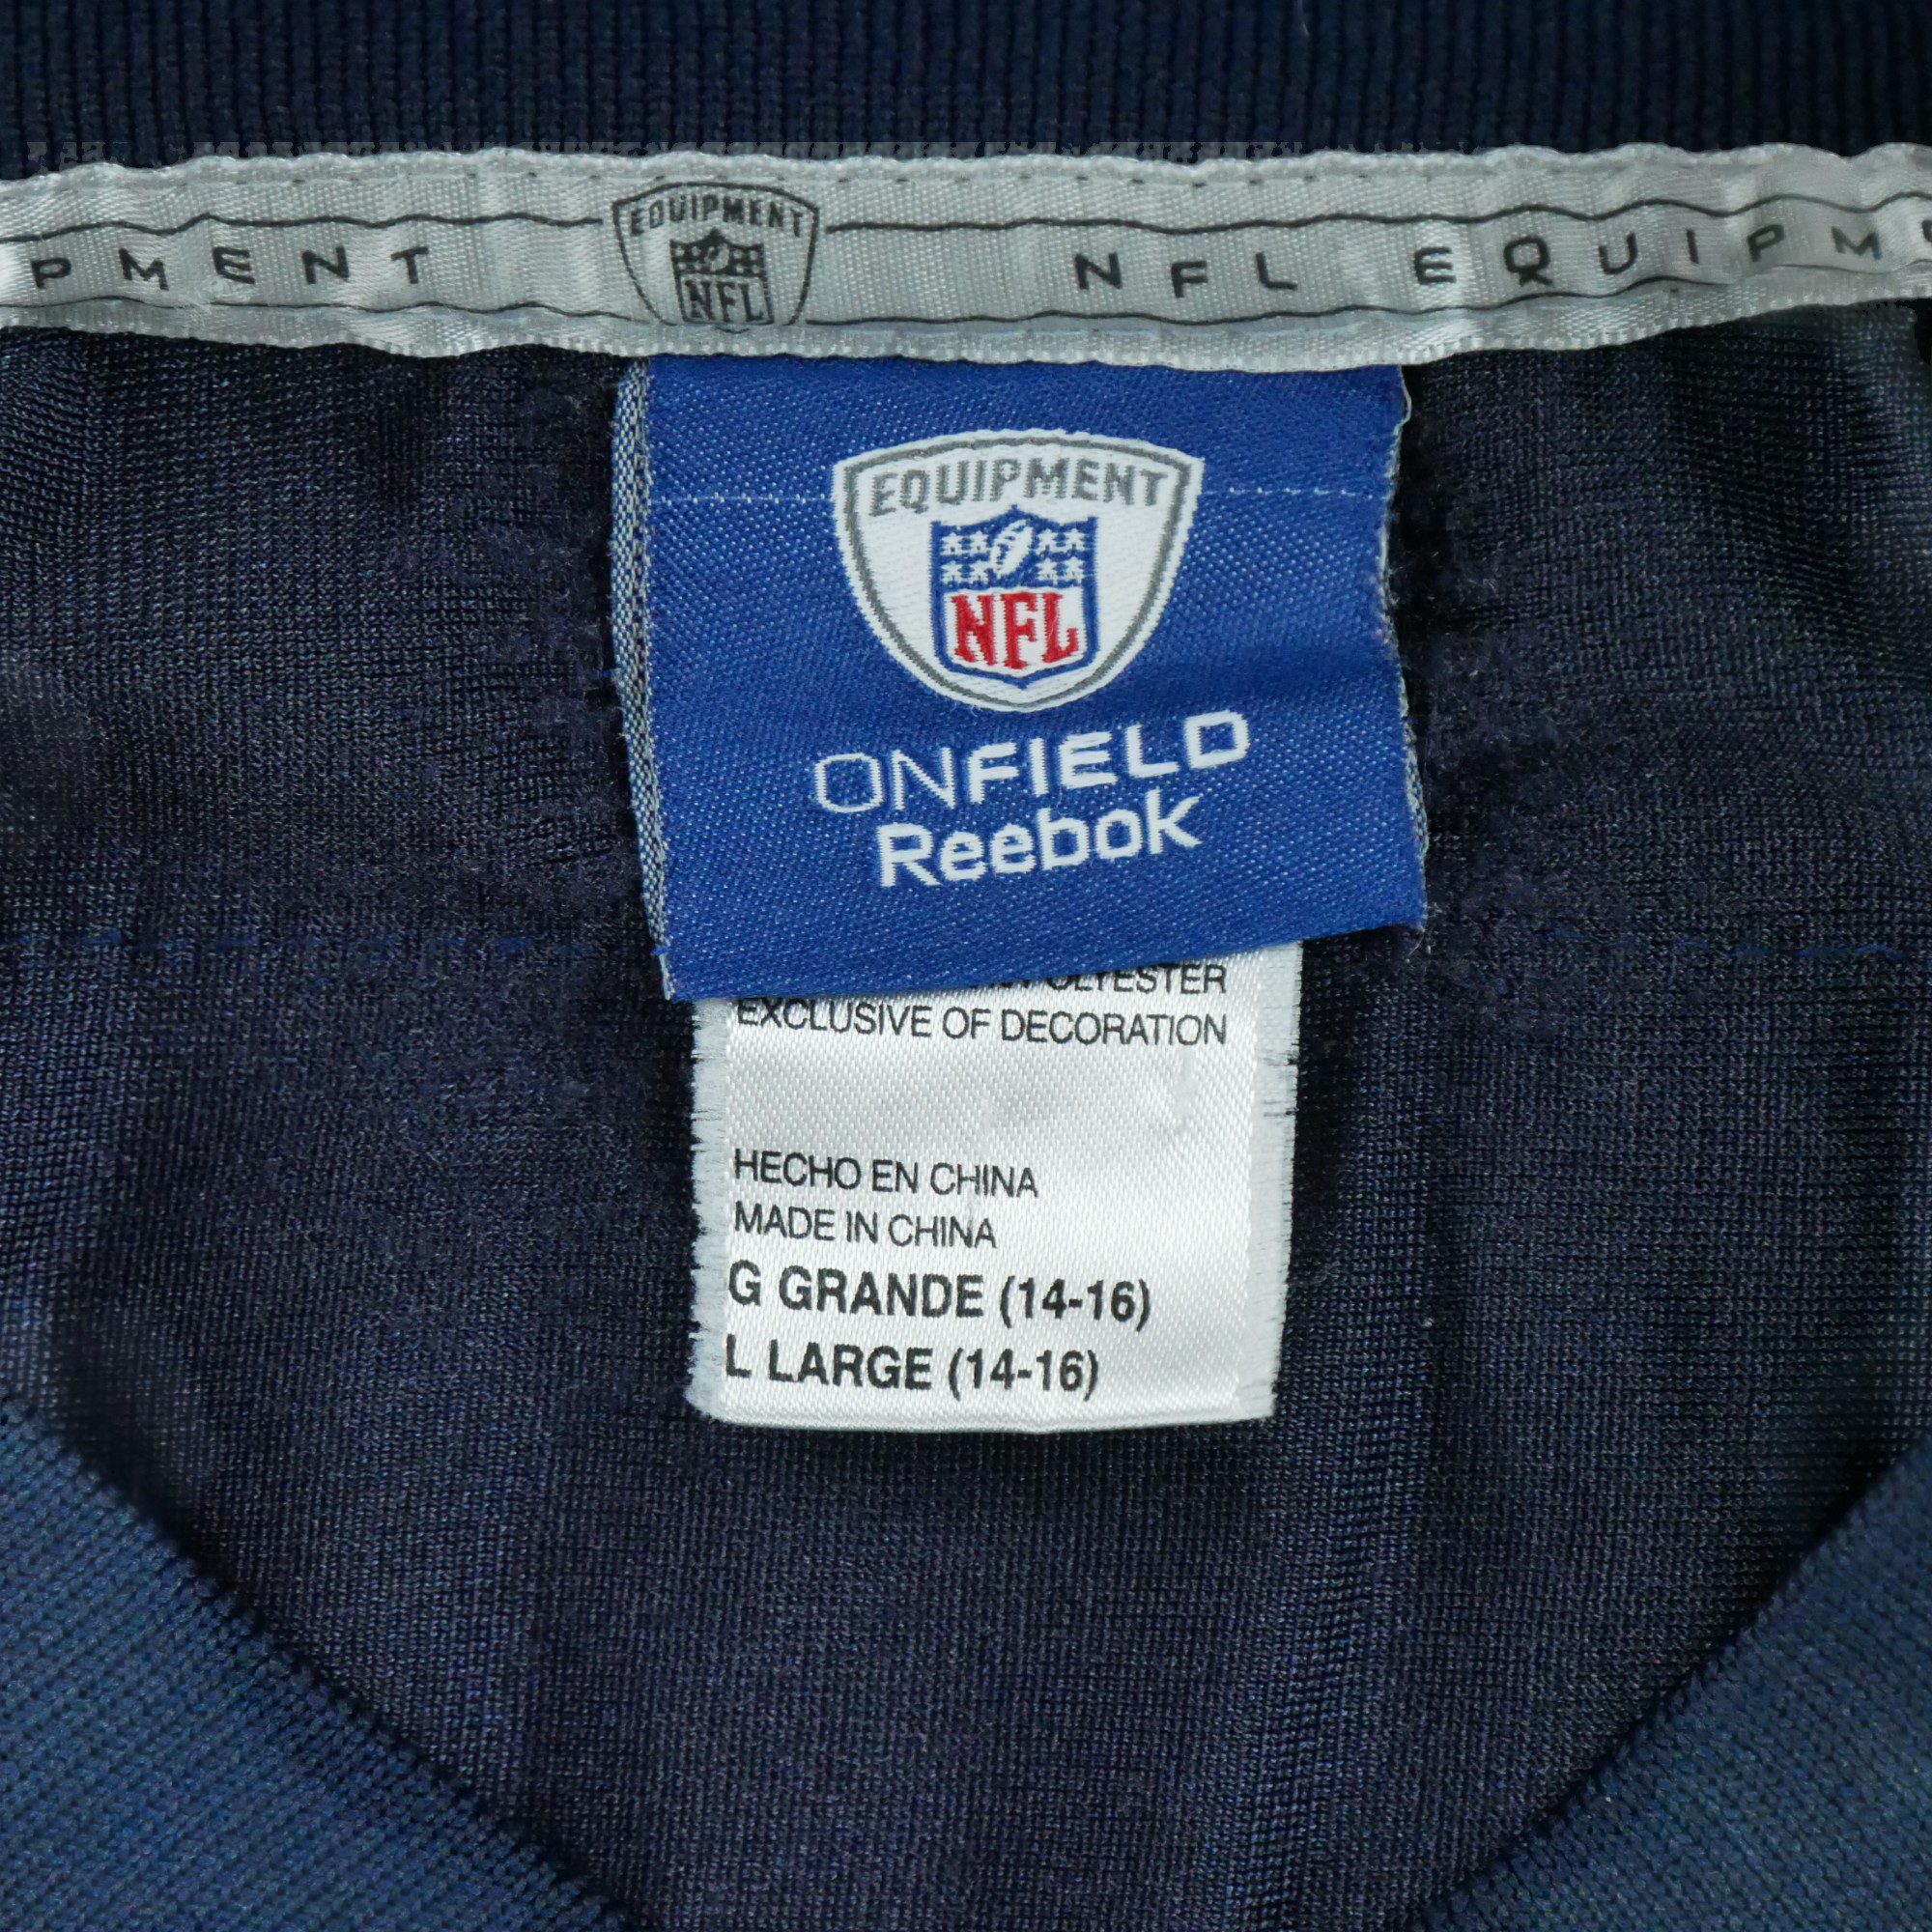 PMENT
EQUIPMENT
NFL
NFL EQUIPM
EQUIPMENT
NFL
ONFIELD
Reebok
POLYESTER
EXCLUSIVE OF DECORATION
HECHO EN CHINA
MADE IN CHINA
G GRANDE (14-16)
L LARGE (14-16)